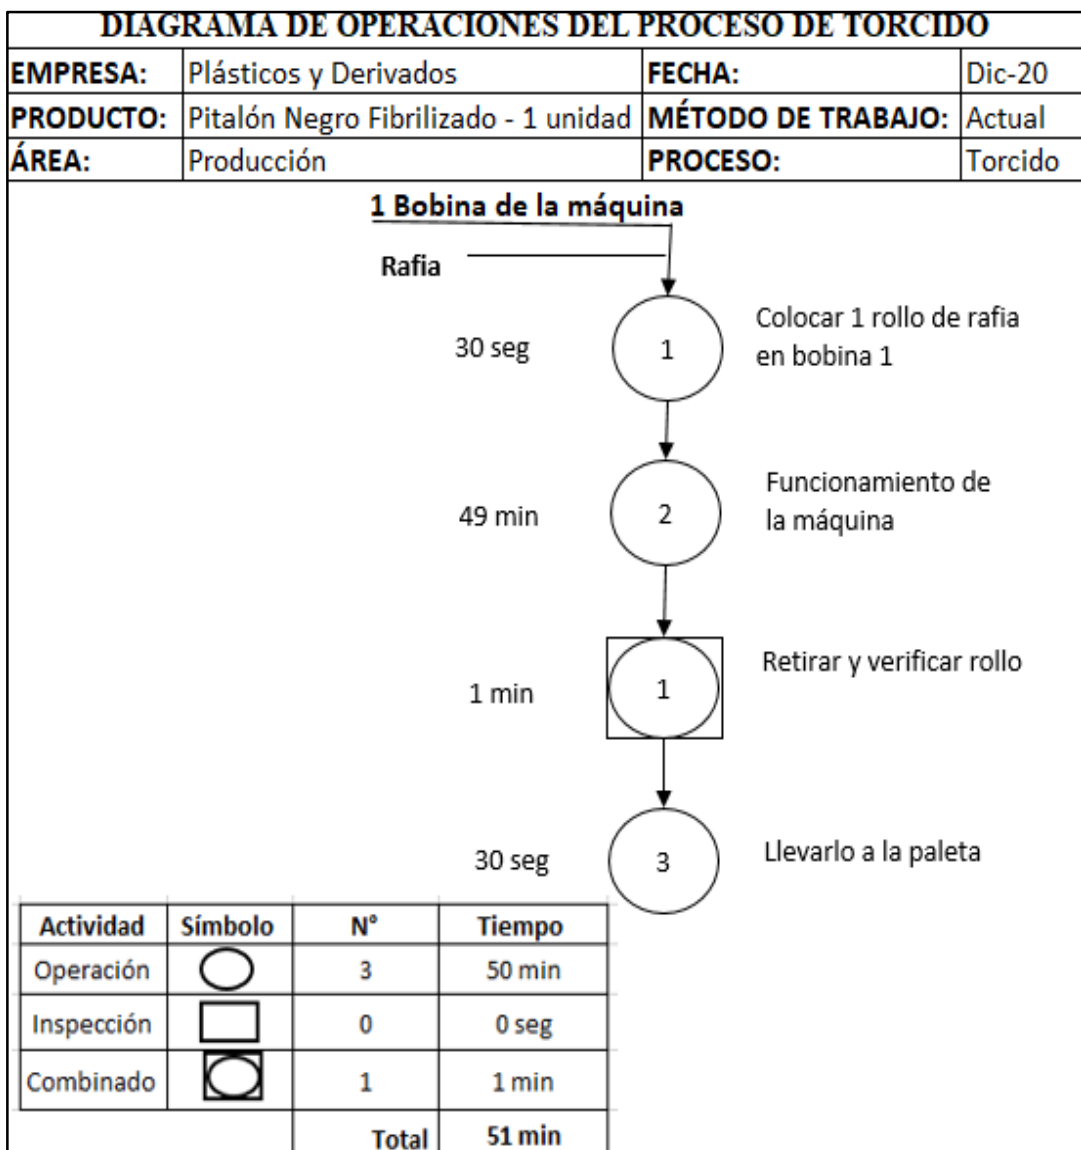 DIAGRAMA DE OPERACIONES DEL PROCESO DE TORCIDO
EMPRESA: Plásticos y Derivados FECHA: Dic-20
PRODUCTO: Pitalón Negro Fibrilizado - 1 unidad MÉTODO DE TRABAJO: Actual
ÁREA: Producción PROCESO: Torcido
1 Bobina de la máquina
Rafia
30 seg 1 Colocar 1 rollo de rafia
en bobina 1
49 min 2 Funcionamiento de
la máquina
1 min 1 Retirar y verificar rollo
30 seg 3 Llevarlo a la paleta
Actividad Símbolo N° Tiempo
Operación 3 50 min
Inspección 0 0 seg
Combinado 1 1 min
Total 51 min